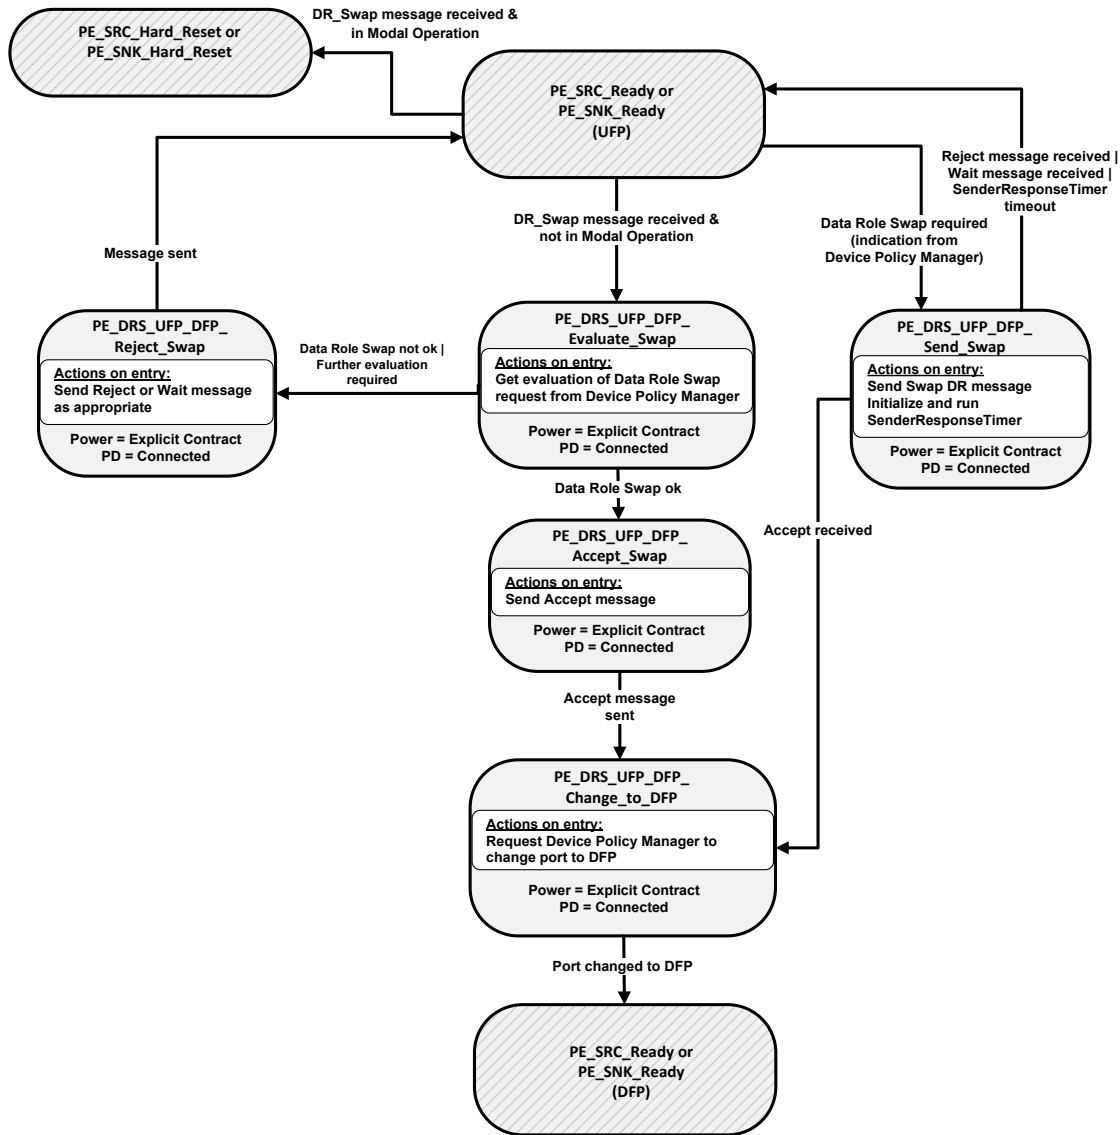 DR_Swap message received &
in Modal Operation
PE_SRC_Hard_Reset or
PE_SNK_Hard_Reset
PE_SRC_Ready or
PE_SNK_Ready
(UFP)
Reject message received |
Wait message received |
SenderResponseTimer
timeout
DR_Swap message received &
not in Modal Operation
Data Role Swap required
(indication from
Device Policy Manager)
Message sent
PE_DRS_UFP_DFP_
Reject_Swap
Actions on entry:
Send Reject or Wait message
as appropriate
Power = Explicit Contract
PD = Connected
Data Role Swap not ok |
Further evaluation
required
PE_DRS_UFP_DFP_
Evaluate_Swap
Actions on entry:
Get evaluation of Data Role Swap
request from Device Policy Manager
Power = Explicit Contract
PD = Connected
PE_DRS_UFP_DFP_
Send_Swap
Actions on entry:
Send Swap DR message
Initialize and run
SenderResponseTimer
Power = Explicit Contract
PD = Connected
Data Role Swap ok
Accept received
PE_DRS_UFP_DFP_
Accept_Swap
Actions on entry:
Send Accept message
Power = Explicit Contract
PD = Connected
Accept message
sent
PE_DRS_UFP_DFP_
Change_to_DFP
Actions on entry:
Request Device Policy Manager to
change port to DFP
Power = Explicit Contract
PD = Connected
Port changed to DFP
PE_SRC_Ready or
PE_SNK_Ready
(DFP)